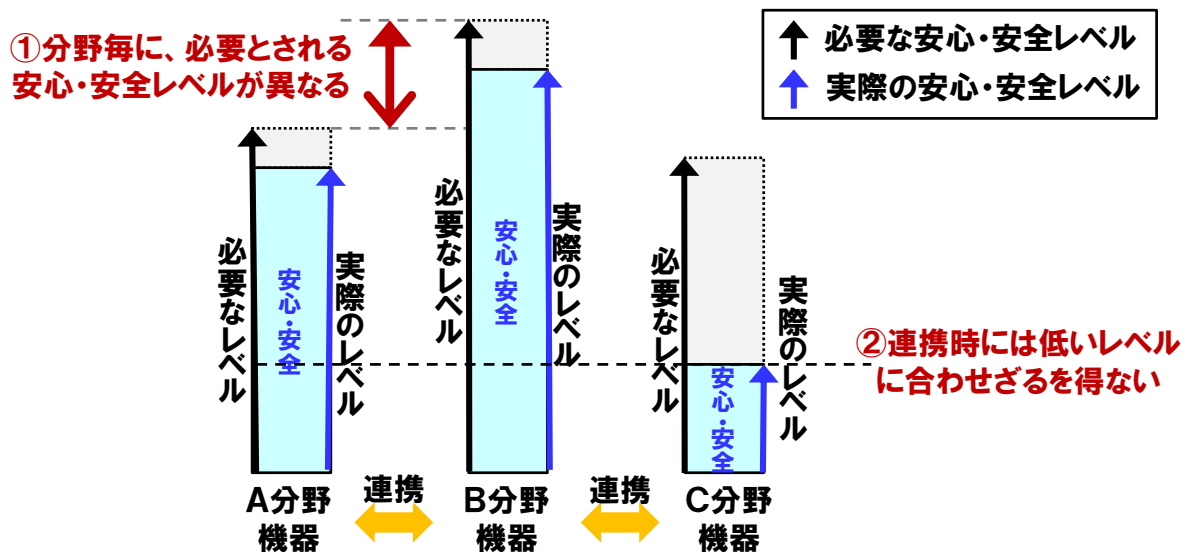 ①分野毎に、必要とされる
安心・安全レベルが異なる
必要な安心・安全レベル
実際の安心・安全レベル
必要なレベル
安心・安全
実際のレベル
必要なレベル
安心・安全
実際のレベル
必要なレベル
安心・安全
実際のレベル
②連携時には低いレベル
に合わせざるを得ない
A分野
機器
連携
B分野
機器
連携
C分野
機器